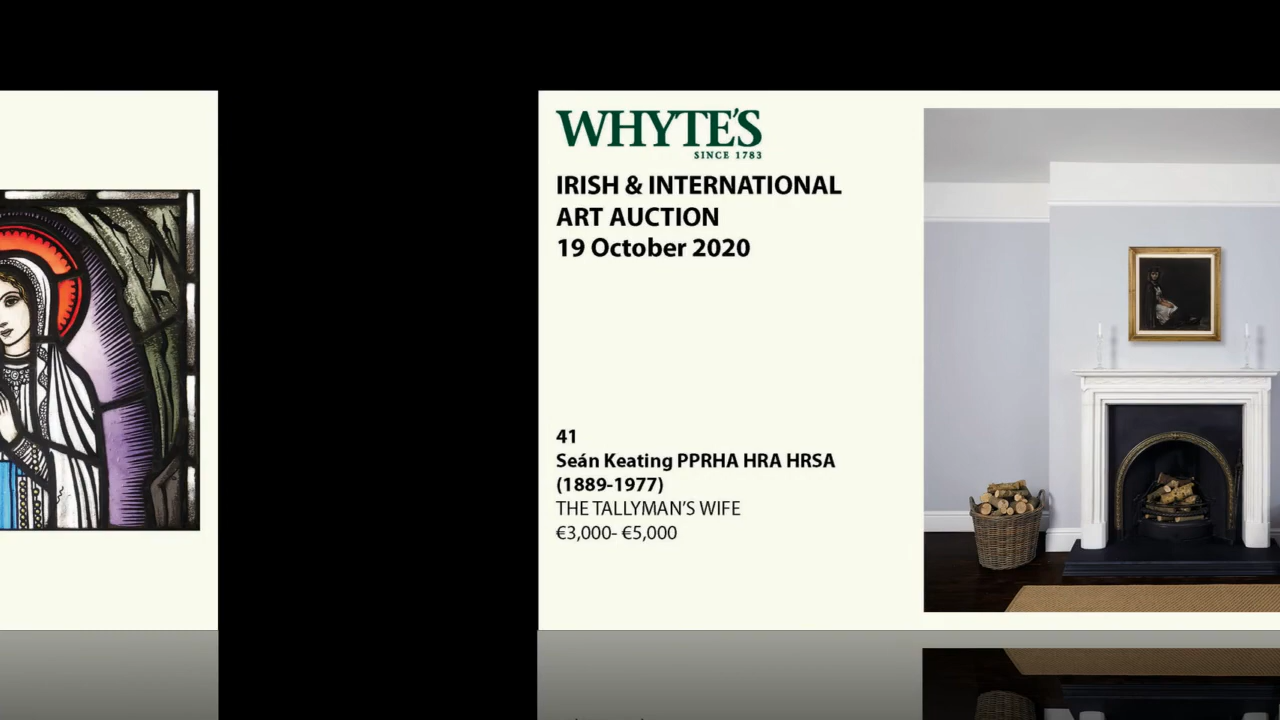 WHYTE'S
SINCE 1783
IRISH & INTERNATIONAL
ART AUCTION
19 October 2020
41
Seán Keating PPRHA HRA HRSA
(1889-1977)
THE TALLYMAN'S WIFE
€3,000- €5,000